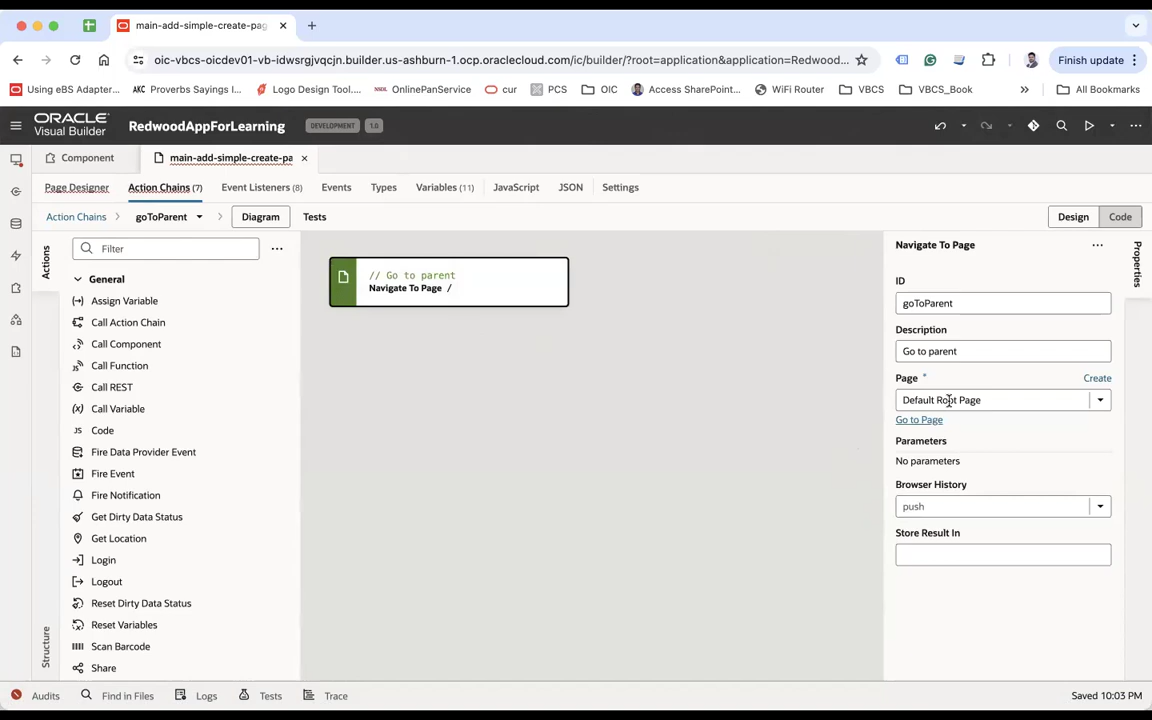 main-add-simple-create-pag
oic-vbcs-oicdev01-vb-idwsrgjvqcjn.builder.us-ashburn-1.ocp.oraclecloud.com/ic/builder/?root=application&application=Redwood...
Finish update
Using eBS Adapter...
AKC Proverbs Sayings I...
Logo Design Tool....
NSDL OnlinePanService
cur
PCS
OIC
Access SharePoint...
WiFi Router
VBCS
VBCS_Book
All Bookmarks
ORACLE
Visual Builder
RedwoodAppForLearning
DEVELOPMENT
1.0
Component
main-add-simple-create-pa
Page Designer
Action Chains (7)
Event Listeners (8)
Events
Types
Variables (11)
JavaScript
JSON
Settings
Action Chains
goToParent
Diagram
Tests
Design
Code
Actions
Structure
Filter
General
Assign Variable
Call Action Chain
Call Component
Call Function
Call REST
Call Variable
JS Code
Fire Data Provider Event
Fire Event
Fire Notification
Get Dirty Data Status
Get Location
Login
Logout
Reset Dirty Data Status
Reset Variables
Scan Barcode
Share
// Go to parent
Navigate To Page /
Navigate To Page
ID
goToParent
Description
Go to parent
Page *
Create
Default Root Page
Go to Page
Parameters
No parameters
Browser History
push
Store Result In
Properties
Audits
Find in Files
Logs
Tests
Trace
Saved 10:03 PM